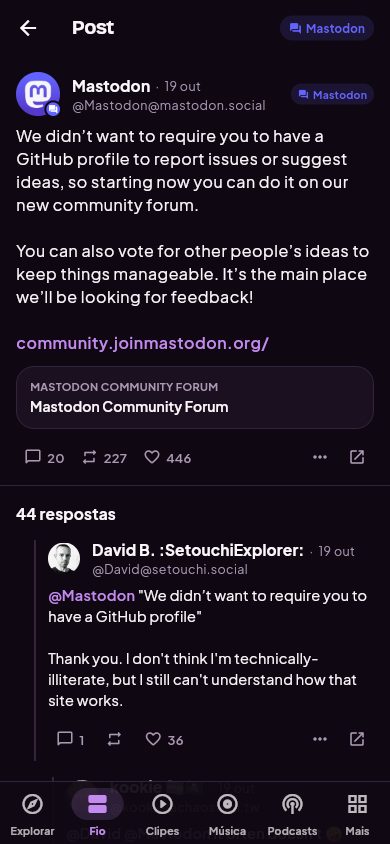 Post
Mastodon
Mastodon · 19 out
@Mastodon@mastodon.social
Mastodon
We didn’t want to require you to have a
GitHub profile to report issues or suggest
ideas, so starting now you can do it on our
new community forum.
You can also vote for other people’s ideas to
keep things manageable. It’s the main place
we’ll be looking for feedback!
community.joinmastodon.org/
MASTODON COMMUNITY FORUM
Mastodon Community Forum
20 227 446
44 respostas
David B. :SetouchiExplorer: · 19 out
@David@setouchi.social
@Mastodon "We didn’t want to require you to
have a GitHub profile"
Thank you. I don't think I'm technically-
illiterate, but I still can't understand how that
site works.
1 36
kookie
19 out
Explorar Fio Clipes Música Podcasts Mais